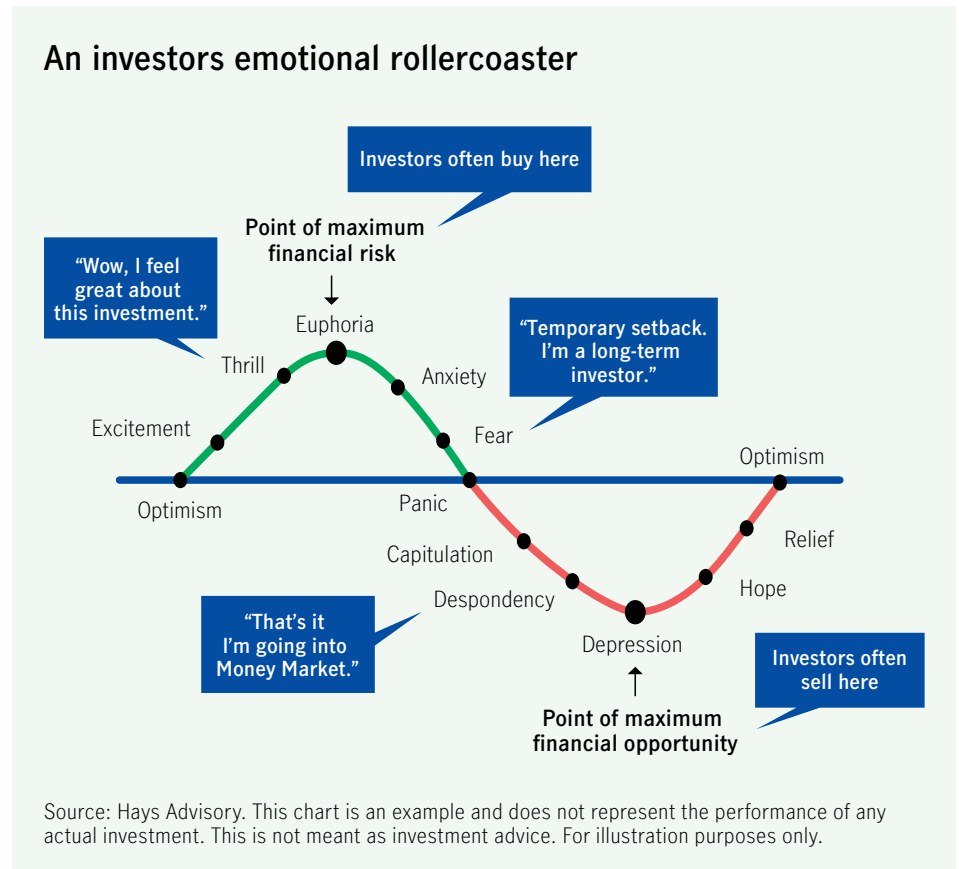 An investors emotional rollercoaster
Investors often buy here
Point of maximum
financial risk
“Wow, I feel
great about
this investment.”
Euphoria
“Temporary setback.
I’m a long-term
investor.”
Thrill
Anxiety
Excitement
Fear
Optimism
Optimism
Panic
Relief
Capitulation
Hope
Despondency
“That’s it
I’m going into
Money Market.”
Depression
Investors often
sell here
Point of maximum
financial opportunity
Source: Hays Advisory. This chart is an example and does not represent the performance of any
actual investment. This is not meant as investment advice. For illustration purposes only.